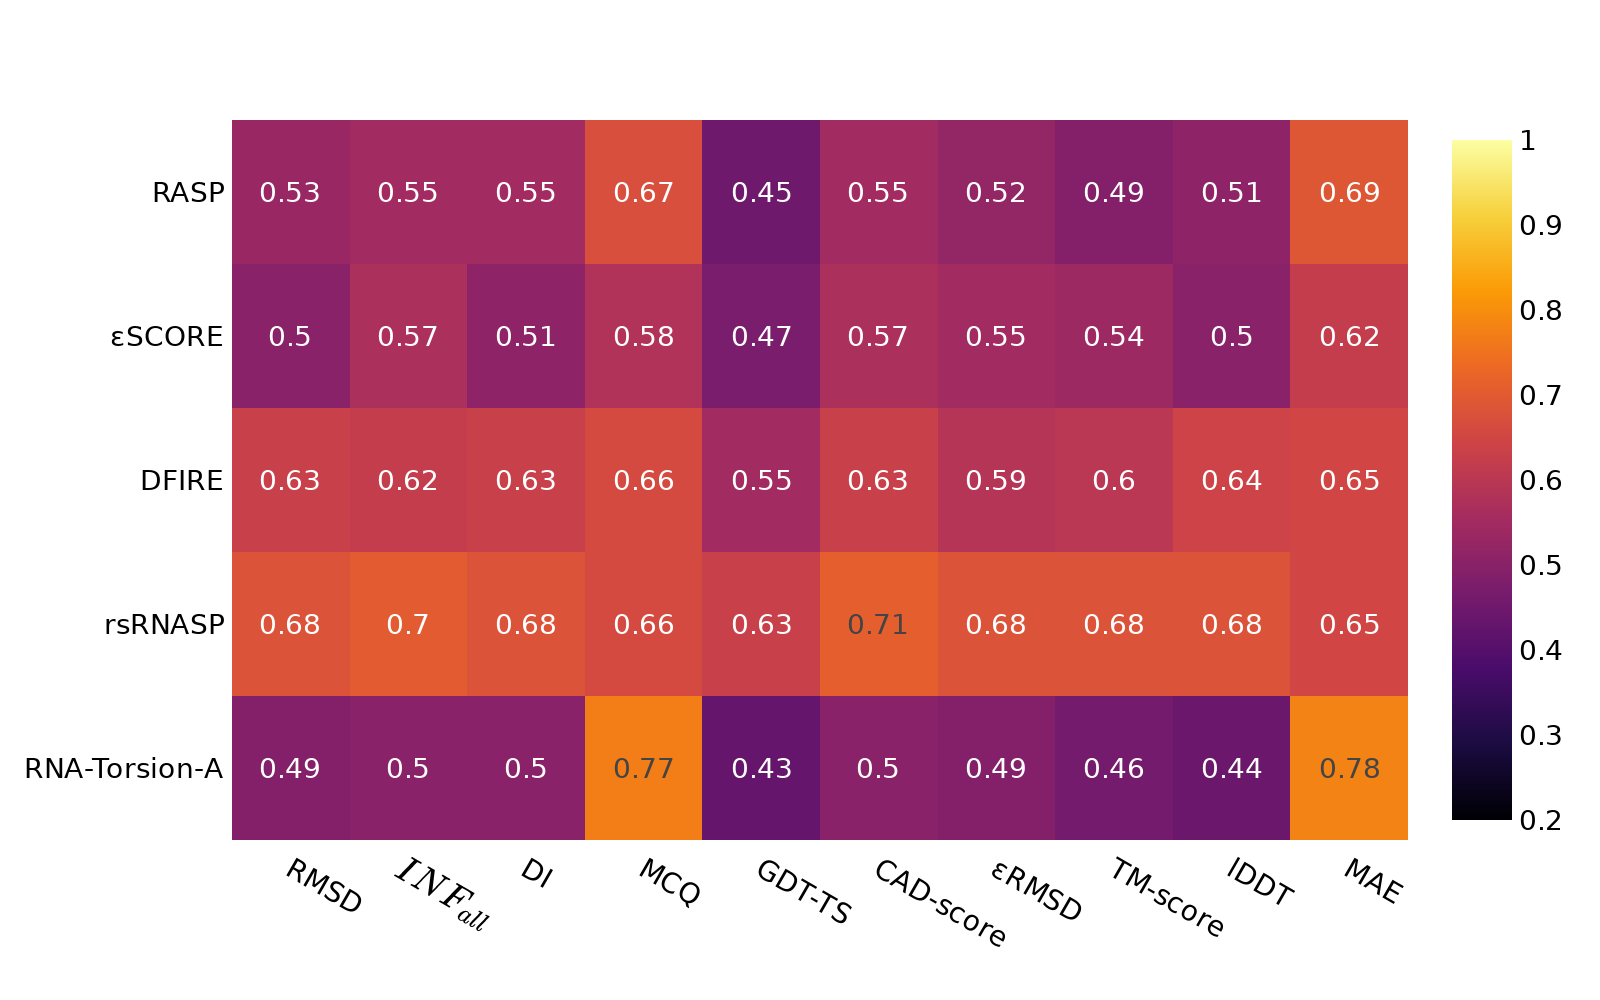 1
RASP 0.53 0.55 0.55 0.67 0.45 0.55 0.52 0.49 0.51 0.69
0.9
0.8
εSCORE 0.5 0.57 0.51 0.58 0.47 0.57 0.55 0.54 0.5 0.62
0.7
DFIRE 0.63 0.62 0.63 0.66 0.55 0.63 0.59 0.6 0.64 0.65
0.6
0.5
rsRNASP 0.68 0.7 0.68 0.66 0.63 0.71 0.68 0.68 0.68 0.65
0.4
0.3
RNA-Torsion-A 0.49 0.5 0.5 0.77 0.43 0.5 0.49 0.46 0.44 0.78
0.2
RMSD INF_all DI MCQ GDT-TS CAD-score εRMSD TM-score lDDT MAE